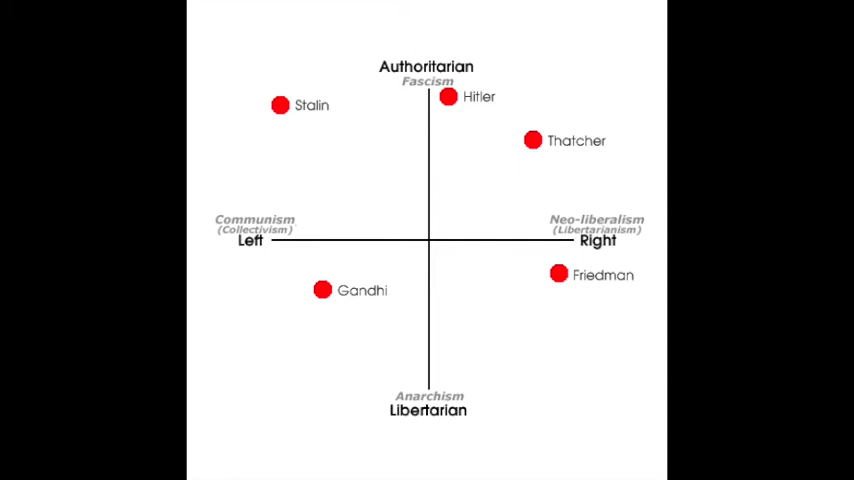 Authoritarian
Fascism
Hitler
Stalin
Thatcher
Communism
(Collectivism)
Left
Neo-liberalism
(Libertarianism)
Right
Friedman
Gandhi
Anarchism
Libertarian